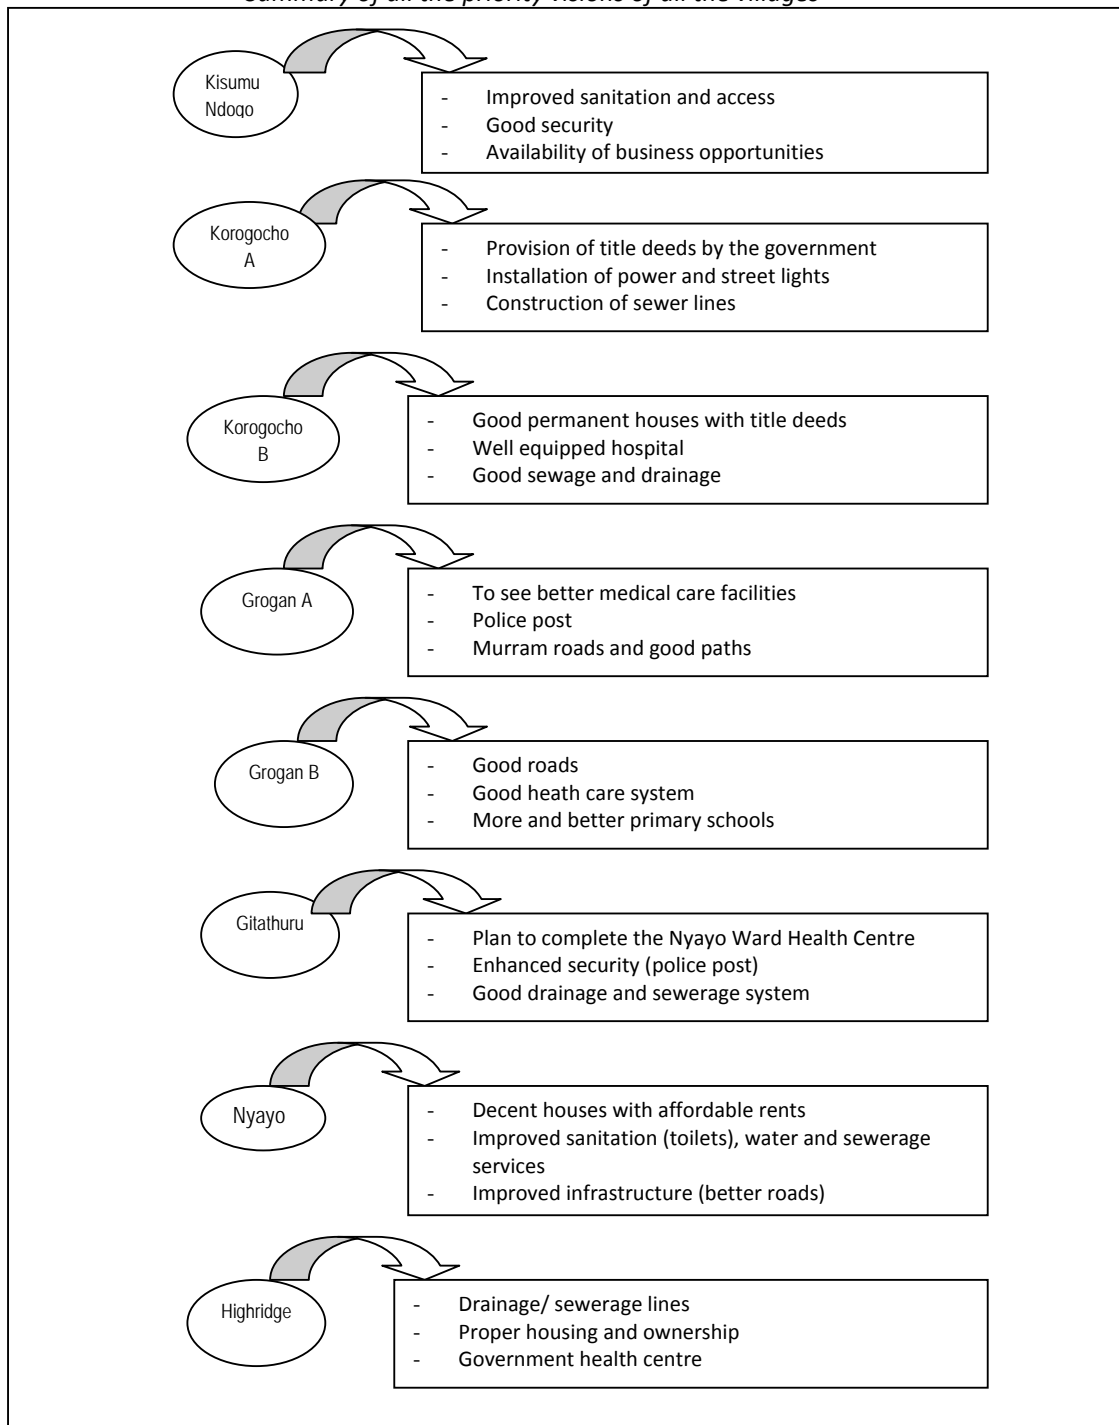 Summary of all the priority visions of all the villages
Kisumu
Ndogo
- Improved sanitation and access
- Good security
- Availability of business opportunities
Korogocho
A
- Provision of title deeds by the government
- Installation of power and street lights
- Construction of sewer lines
Korogocho
B
- Good permanent houses with title deeds
- Well equipped hospital
- Good sewage and drainage
Grogan A
- To see better medical care facilities
- Police post
- Murram roads and good paths
Grogan B
- Good roads
- Good heath care system
- More and better primary schools
Gitathuru
- Plan to complete the Nyayo Ward Health Centre
- Enhanced security (police post)
- Good drainage and sewerage system
Nyayo
- Decent houses with affordable rents
- Improved sanitation (toilets), water and sewerage
services
- Improved infrastructure (better roads)
Highridge
- Drainage/ sewerage lines
- Proper housing and ownership
- Government health centre